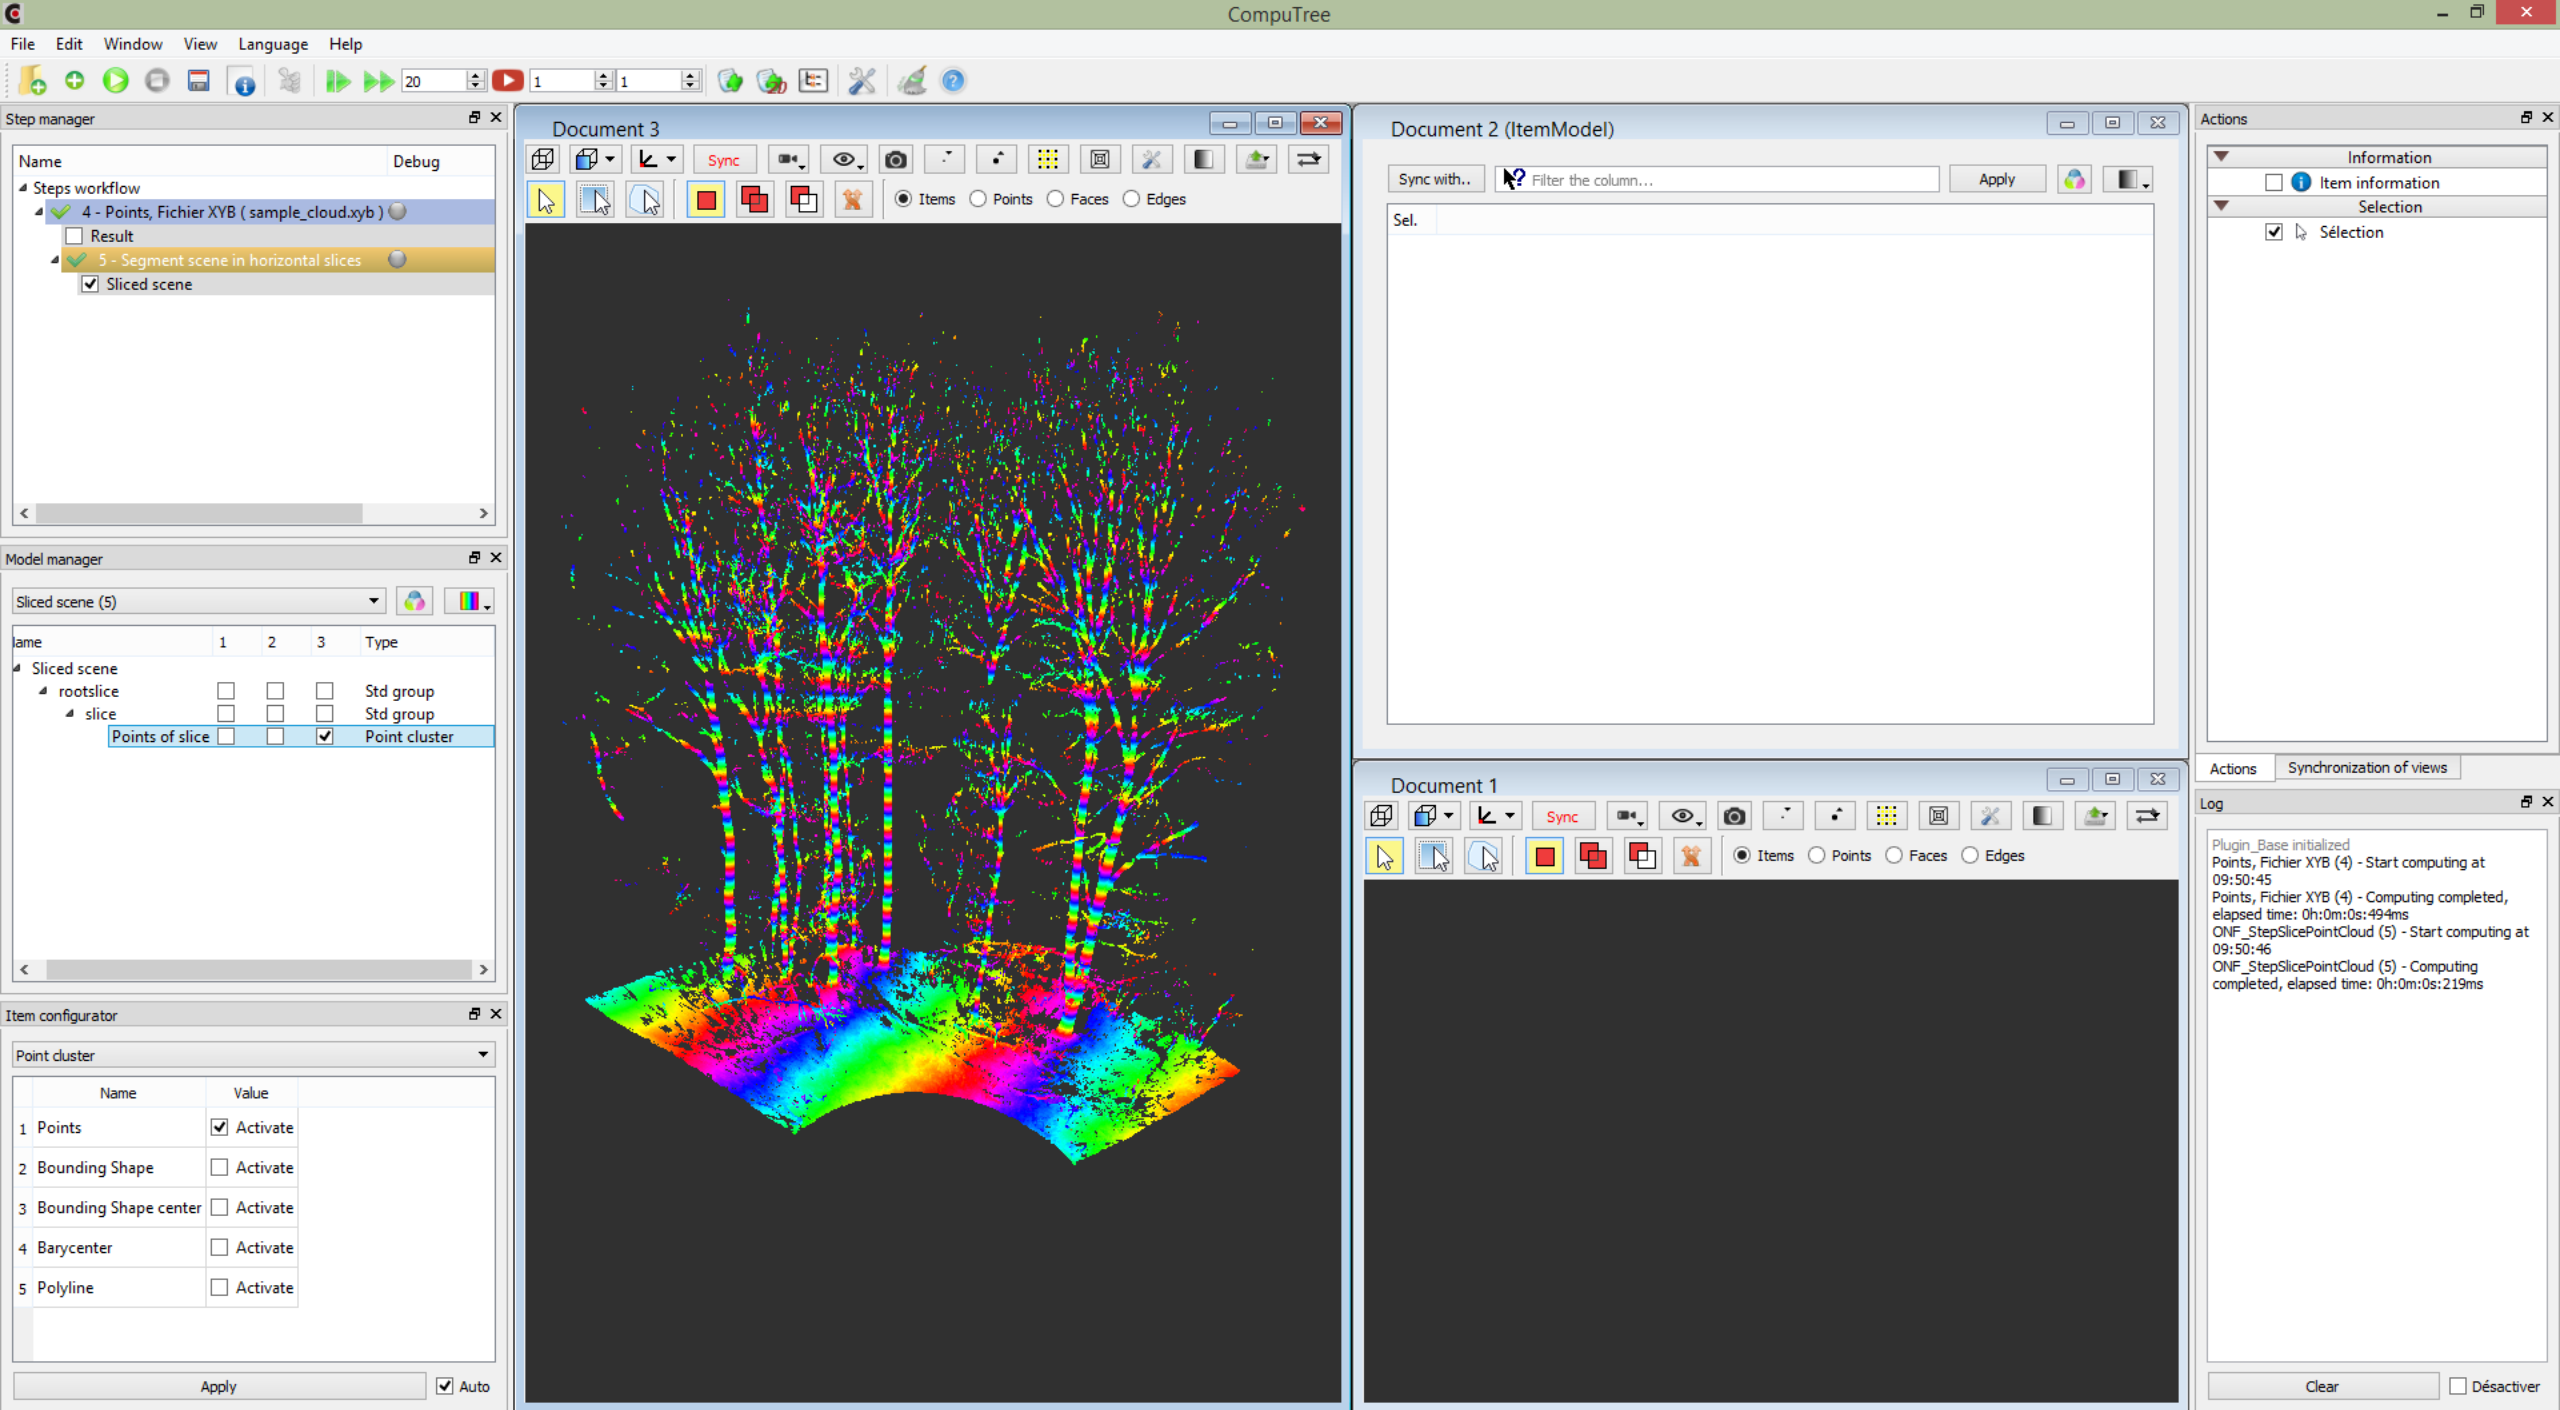 CompuTree
File Edit Window View Language Help
20 1 1
Step manager
Name Debug
Steps workflow
4 - Points, Fichier XYB ( sample_cloud.xyb )
Result
5 - Segment scene in horizontal slices
Sliced scene
Model manager
Sliced scene (5)
lame 1 2 3 Type
Sliced scene
rootslice Std group
slice Std group
Points of slice Point cluster
Item configurator
Point cluster
Name Value
1 Points Activate
2 Bounding Shape Activate
3 Bounding Shape center Activate
4 Barycenter Activate
5 Polyline Activate
Apply Auto
Document 3
Sync
Items Points Faces Edges
Document 2 (ItemModel)
Sync with.. Filter the column... Apply
Sel.
Document 1
Sync
Items Points Faces Edges
Actions
Information
Item information
Selection
Sélection
Actions Synchronization of views
Log
Plugin_Base initialized
Points, Fichier XYB (4) - Start computing at
09:50:45
Points, Fichier XYB (4) - Computing completed,
elapsed time: 0h:0m:0s:494ms
ONF_StepSlicePointCloud (5) - Start computing at
09:50:46
ONF_StepSlicePointCloud (5) - Computing
completed, elapsed time: 0h:0m:0s:219ms
Clear Désactiver